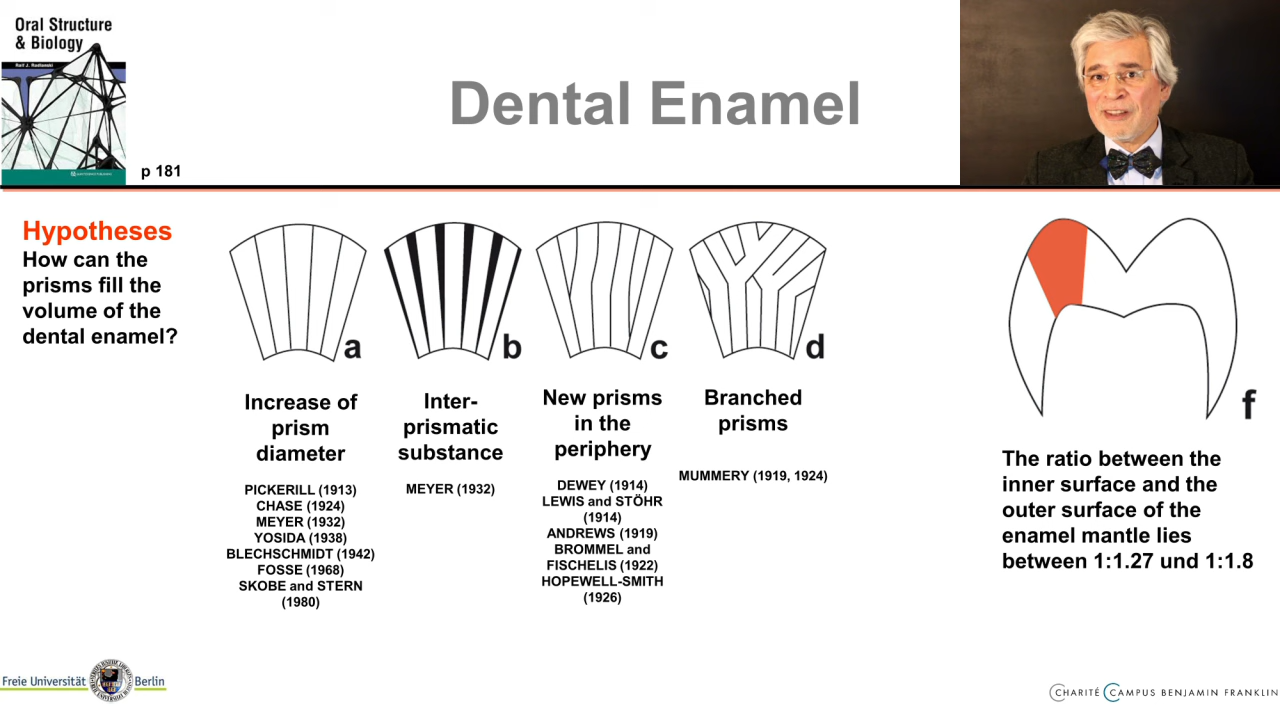 Oral Structure
& Biology
Ralf J. Radlanski
p 181
Dental Enamel
Hypotheses
How can the
prisms fill the
volume of the
dental enamel?
a
b
c
d
f
Increase of
prism
diameter
PICKERILL (1913)
CHASE (1924)
MEYER (1932)
YOSIDA (1938)
BLECHSCHMIDT (1942)
FOSSE (1968)
SKOBE and STERN
(1980)
Inter-
prismatic
substance
MEYER (1932)
New prisms
in the
periphery
DEWEY (1914)
LEWIS and STÖHR
(1914)
ANDREWS (1919)
BROMMEL and
FISCHELIS (1922)
HOPEWELL-SMITH
(1926)
Branched
prisms
MUMMERY (1919, 1924)
The ratio between the
inner surface and the
outer surface of the
enamel mantle lies
between 1:1.27 und 1:1.8
Freie Universität Berlin
CHARITÉ CAMPUS BENJAMIN FRANKLIN